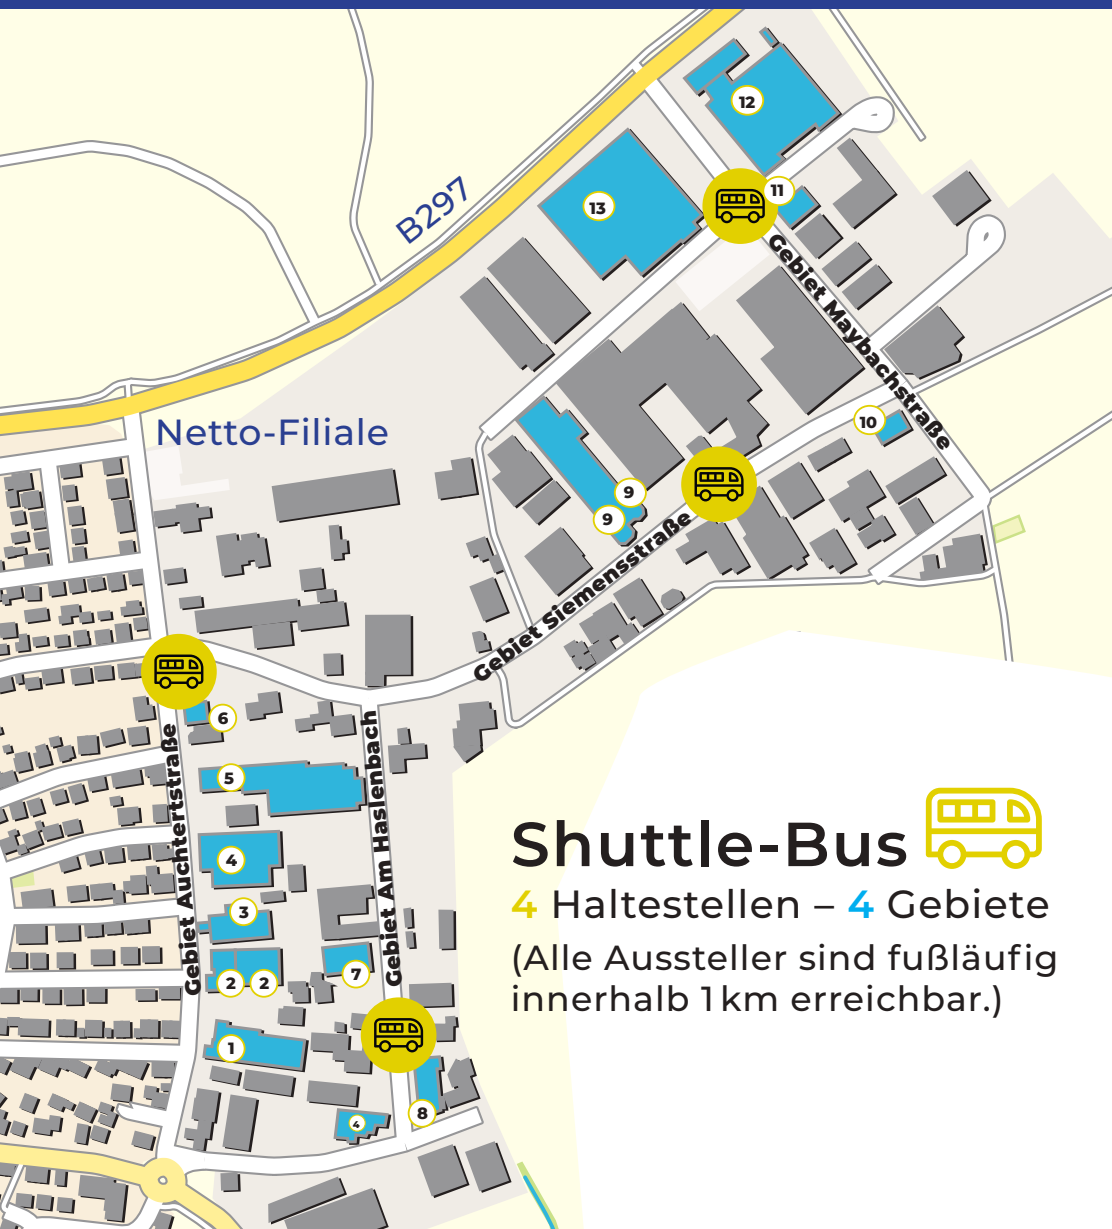 12
11
13
B297
Gebiet Maybachstraße
Netto-Filiale
10
9
9
Gebiet Siemensstraße
6
Gebiet Auchtertstraße
5
Gebiet Am Haslenbach
4
3
7
2
2
1
8
4
Shuttle-Bus
4 Haltestellen – 4 Gebiete
(Alle Aussteller sind fußläufig
innerhalb 1 km erreichbar.)